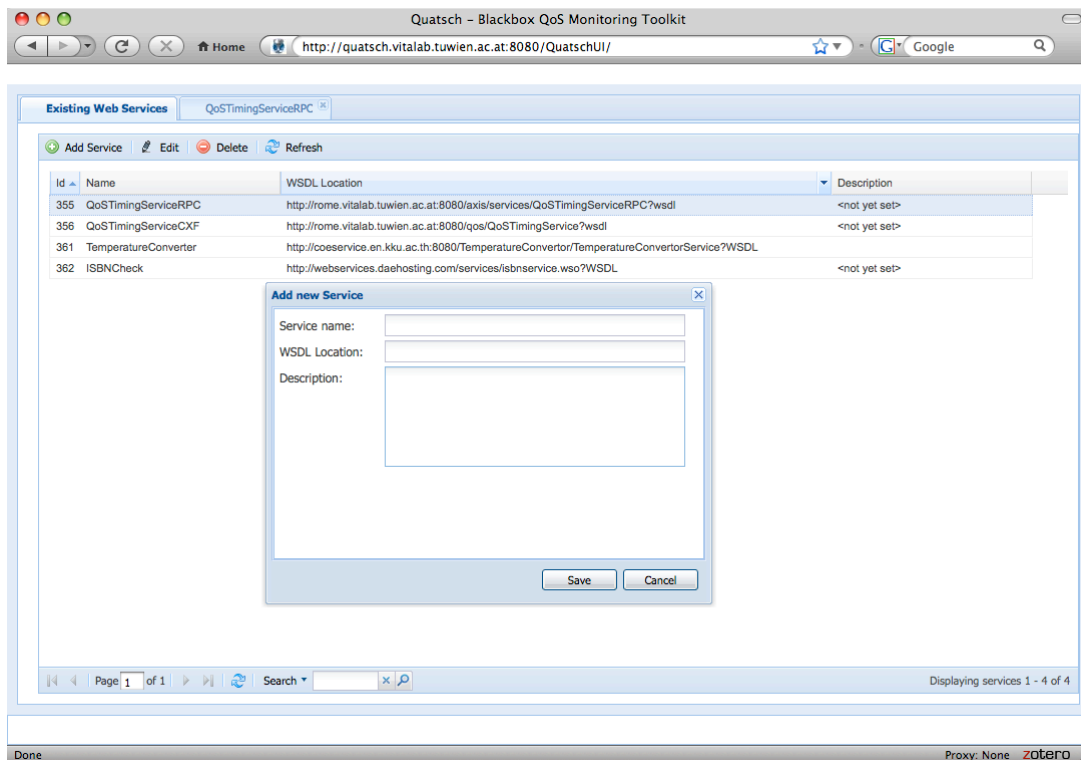 Quatsch – Blackbox QoS Monitoring Toolkit
Home http://quatsch.vitalab.tuwien.ac.at:8080/QuatschUI/ G Google
Existing Web Services QoSTimingServiceRPC
Add Service Edit Delete Refresh
Id Name WSDL Location Description
355 QoSTimingServiceRPC http://rome.vitalab.tuwien.ac.at:8080/axis/services/QoSTimingServiceRPC?wsdl <not yet set>
356 QoSTimingServiceCXF http://rome.vitalab.tuwien.ac.at:8080/qos/QoSTimingService?wsdl <not yet set>
361 TemperatureConverter http://coeservice.en.kku.ac.th:8080/TemperatureConvertor/TemperatureConvertorService?WSDL
362 ISBNCheck http://webservices.daehosting.com/services/isbnservice.wso?WSDL <not yet set>
Add new Service
Service name:
WSDL Location:
Description:
Save Cancel
Page 1 of 1 Search Displaying services 1 - 4 of 4
Done Proxy: None zotero